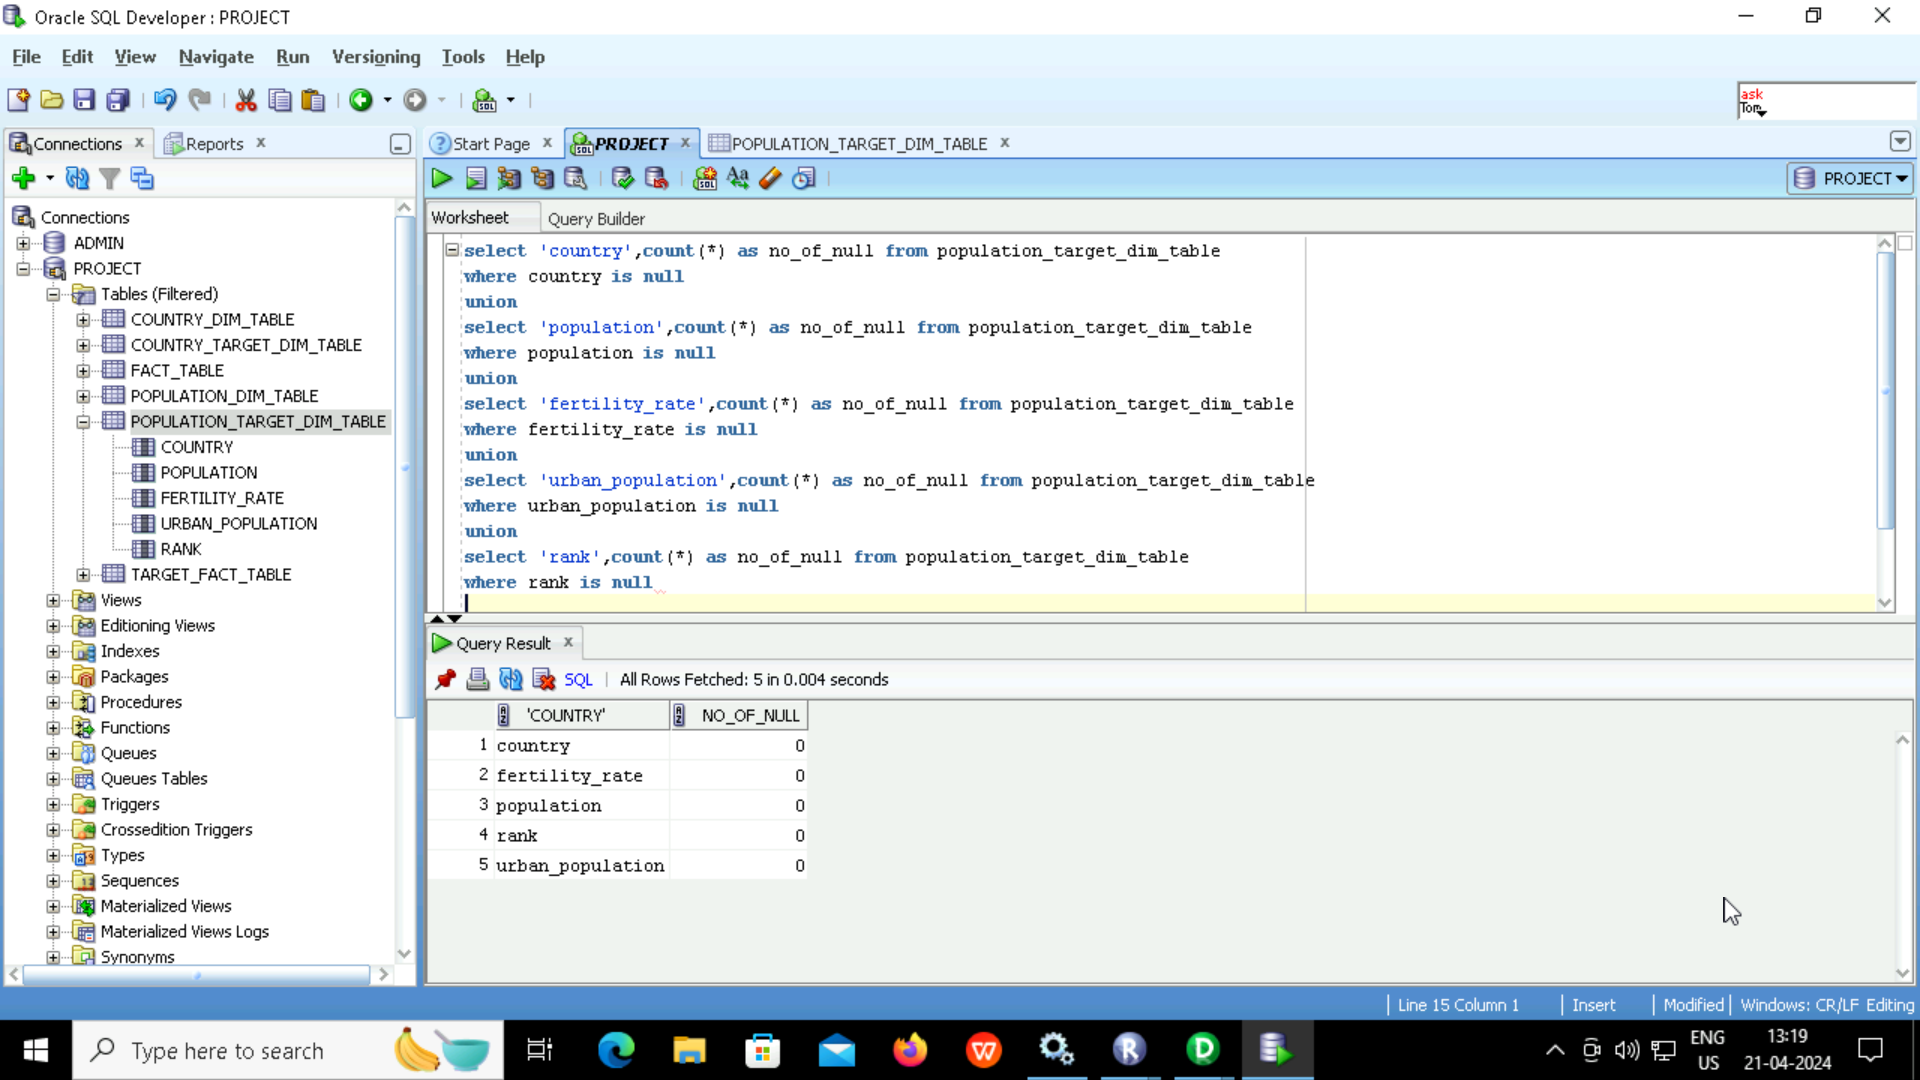 Oracle SQL Developer : PROJECT
File Edit View Navigate Run Versioning Tools Help
ask
Tom
Connections
Reports
Start Page
PROJECT
POPULATION_TARGET_DIM_TABLE
PROJECT
Worksheet
Query Builder
Connections
ADMIN
PROJECT
Tables (Filtered)
COUNTRY_DIM_TABLE
COUNTRY_TARGET_DIM_TABLE
FACT_TABLE
POPULATION_DIM_TABLE
POPULATION_TARGET_DIM_TABLE
COUNTRY
POPULATION
FERTILITY_RATE
URBAN_POPULATION
RANK
TARGET_FACT_TABLE
Views
Editioning Views
Indexes
Packages
Procedures
Functions
Queues
Queues Tables
Triggers
Crossedition Triggers
Types
Sequences
Materialized Views
Materialized Views Logs
Synonyms
select 'country',count(*) as no_of_null from population_target_dim_table
where country is null
union
select 'population',count(*) as no_of_null from population_target_dim_table
where population is null
union
select 'fertility_rate',count(*) as no_of_null from population_target_dim_table
where fertility_rate is null
union
select 'urban_population',count(*) as no_of_null from population_target_dim_table
where urban_population is null
union
select 'rank',count(*) as no_of_null from population_target_dim_table
where rank is null
Query Result
SQL | All Rows Fetched: 5 in 0.004 seconds
'COUNTRY' NO_OF_NULL
1 country 0
2 fertility_rate 0
3 population 0
4 rank 0
5 urban_population 0
Line 15 Column 1 | Insert | Modified | Windows: CR/LF Editing
Type here to search
ENG
US
13:19
21-04-2024